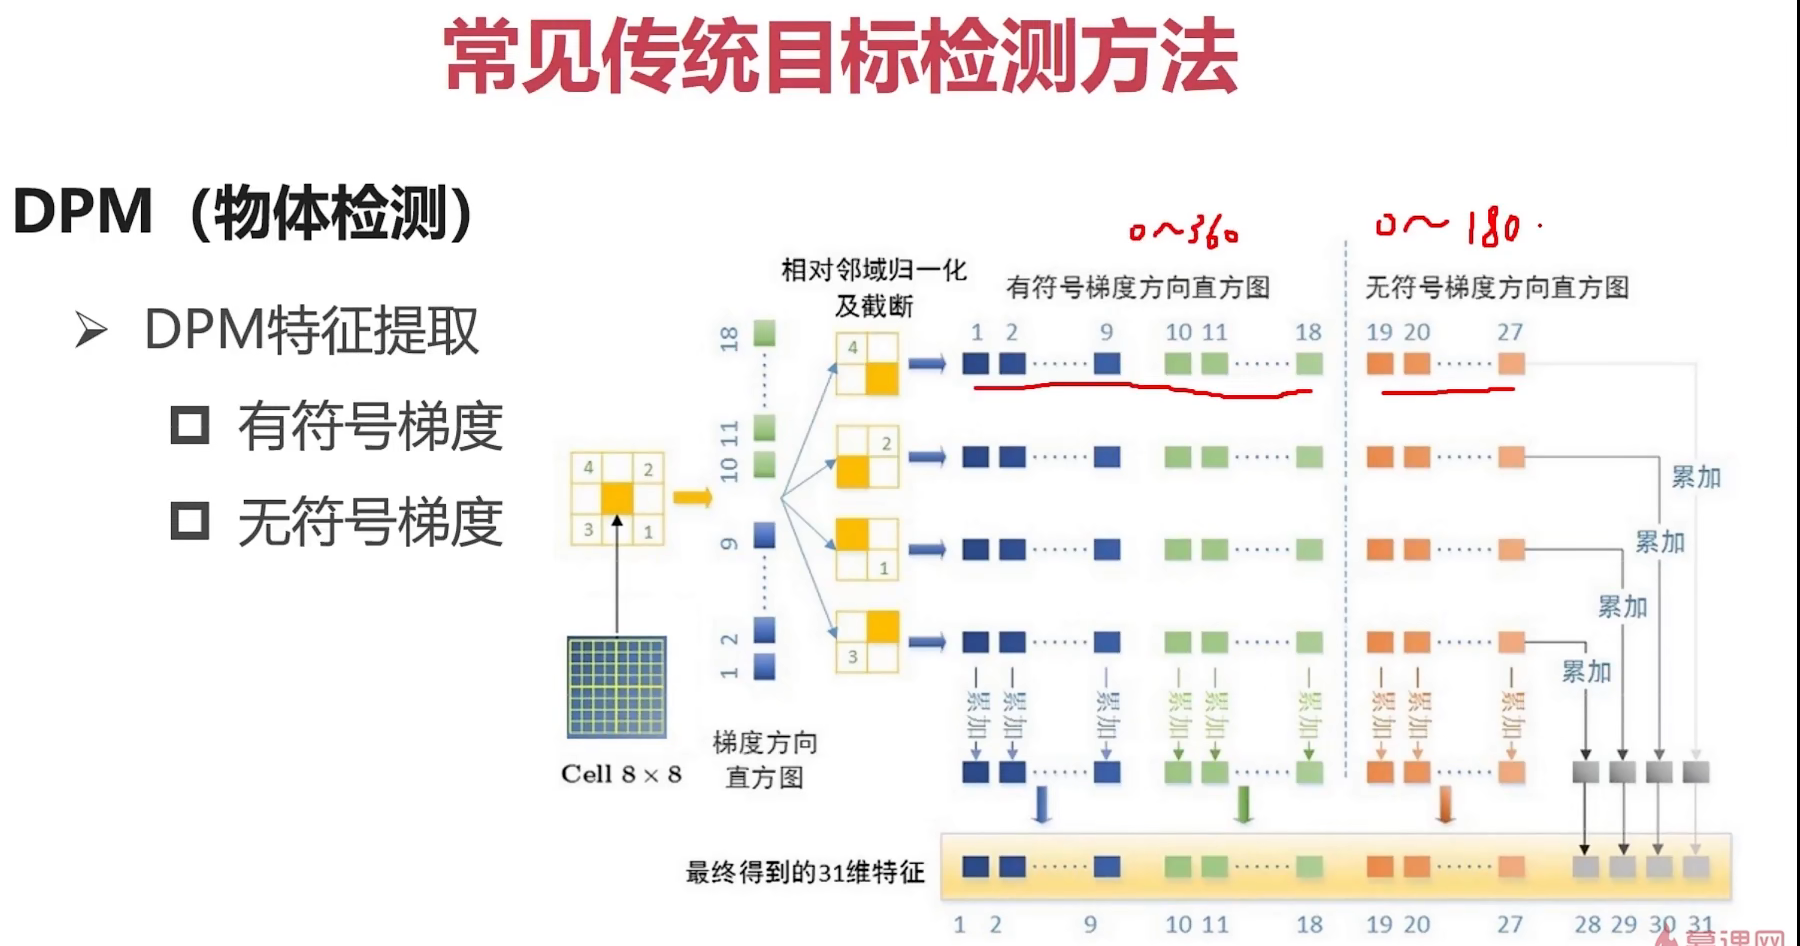 常见传统目标检测方法
DPM（物体检测）
DPM特征提取
有符号梯度
无符号梯度
0~360
0~180
相对邻域归一化
及截断
有符号梯度方向直方图
无符号梯度方向直方图
1 2 9 10 11 18 19 20 27
18
11
10
9
2
1
4 2
3 1
4
2
1
3
Cell 8 × 8
梯度方向
直方图
累加
累加
累加
累加
累加 累加 累加 累加 累加 累加 累加 累加 累加
最终得到的31维特征
1 2 9 10 11 18 19 20 27 28 29 30 31
慕课网